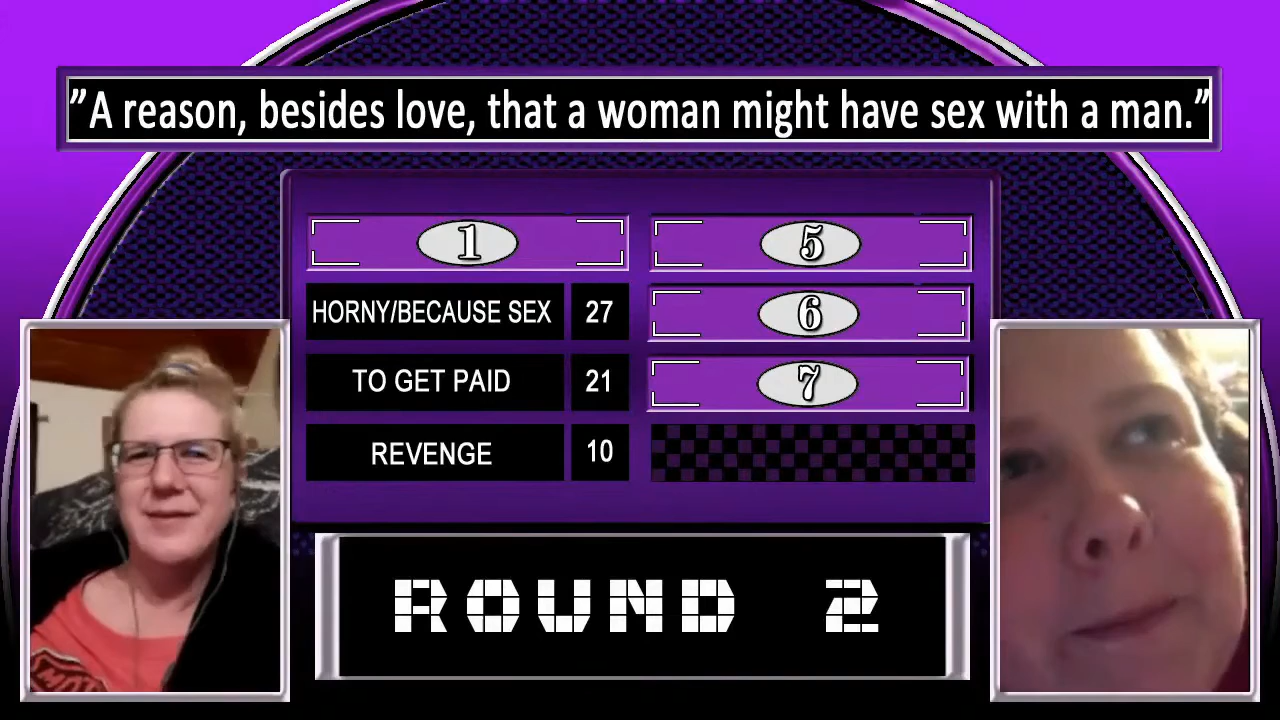 "A reason, besides love, that a woman might have sex with a man."
1
HORNY/BECAUSE SEX 27
TO GET PAID 21
REVENGE 10
5
6
7
ROUND 2